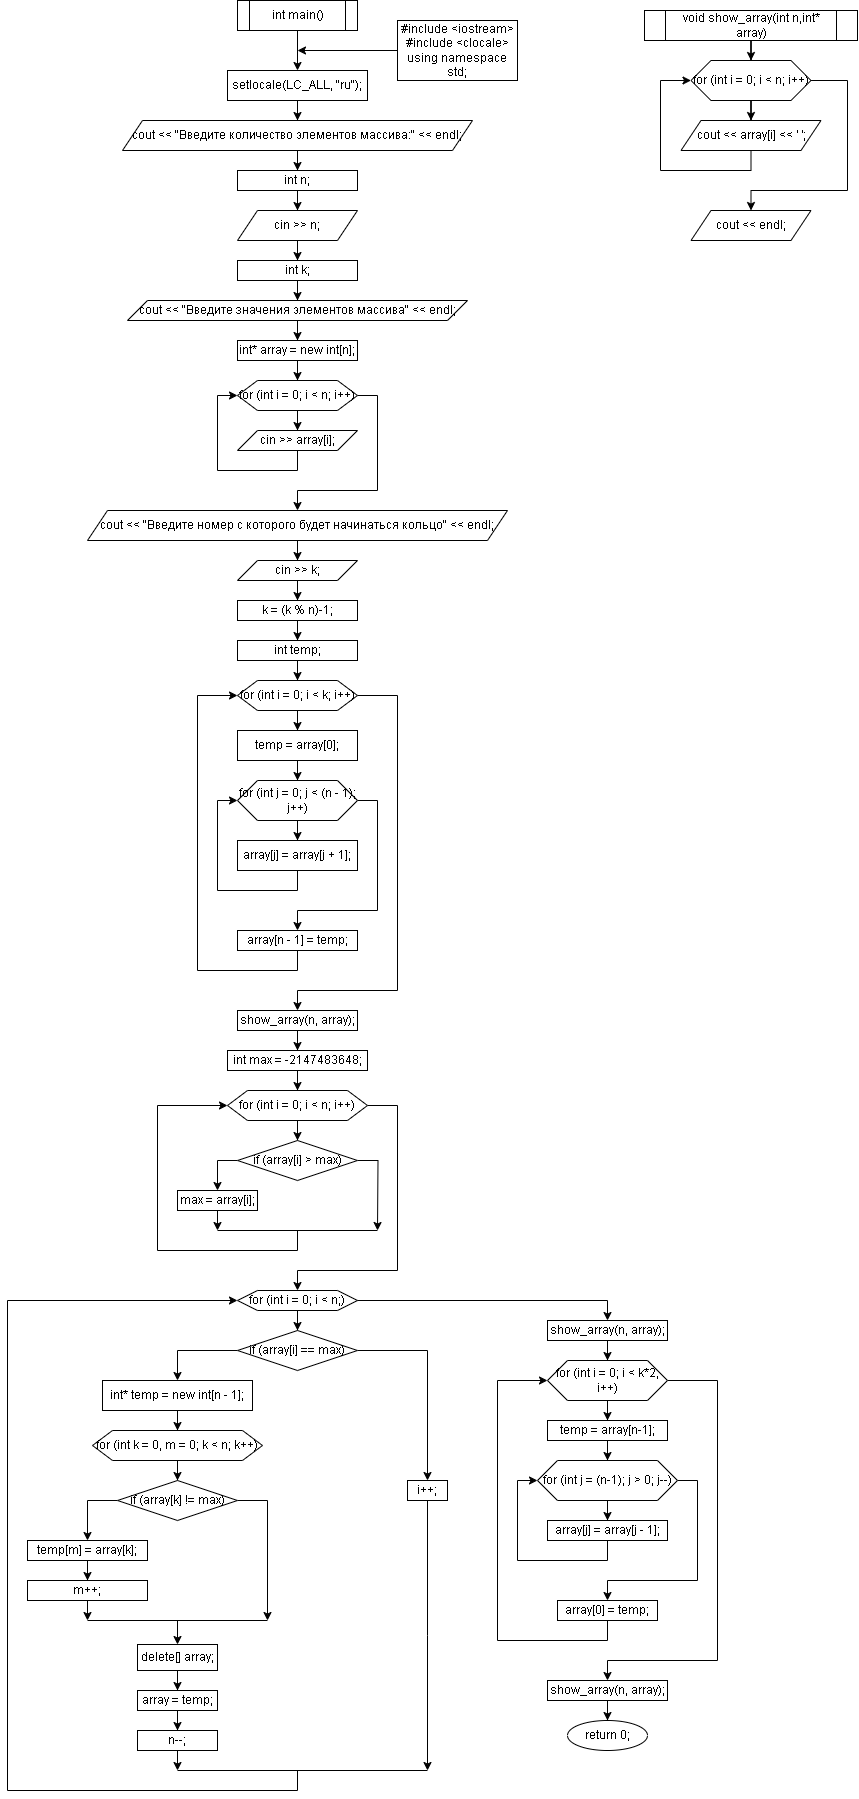 int main()
#include <iostream>
#include <clocale>
using namespace
std;
setlocale(LC_ALL, "ru");
cout << "Введите количество элементов массива:" << endl;
int n;
cin >> n;
int k;
cout << "Введите значения элементов массива" << endl;
int* array = new int[n];
for (int i = 0; i < n; i++)
cin >> array[i];
cout << "Введите номер с которого будет начинаться кольцо" << endl;
cin >> k;
k = (k % n)-1;
int temp;
for (int i = 0; i < k; i++)
temp = array[0];
for (int j = 0; j < (n - 1);
j++)
array[j] = array[j + 1];
array[n - 1] = temp;
show_array(n, array);
int max = -2147483648;
for (int i = 0; i < n; i++)
if (array[i] > max)
max = array[i];
for (int i = 0; i < n;)
if (array[i] == max)
int* temp = new int[n - 1];
for (int k = 0, m = 0; k < n; k++)
if (array[k] != max)
temp[m] = array[k];
m++;
delete[] array;
array = temp;
n--;
i++;
show_array(n, array);
for (int i = 0; i < k*2;
i++)
temp = array[n-1];
for (int j = (n-1); j > 0; j--)
array[j] = array[j - 1];
array[0] = temp;
show_array(n, array);
return 0;
void show_array(int n,int*
array)
for (int i = 0; i < n; i++)
cout << array[i] << ' ';
cout << endl;